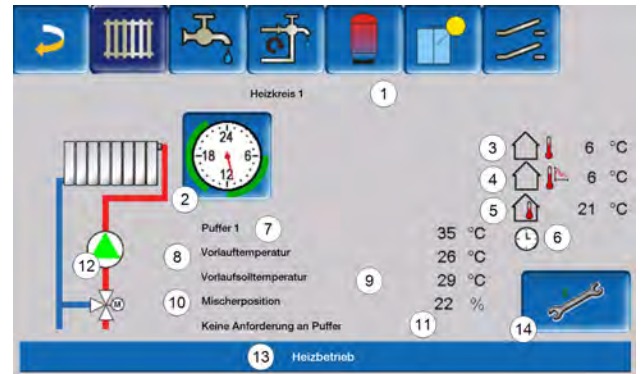 Heizkreis 1 1
24
18 6
12
2
3 6 °C
4 6 °C
5 21 °C
6
Puffer 1 7 35 °C
8 Vorlauftemperatur 26 °C
Vorlaufsolltemperatur 9 29 °C
10 Mischerposition 22 %
Keine Anforderung an Puffer 11
12
M
14
13 Heizbetrieb